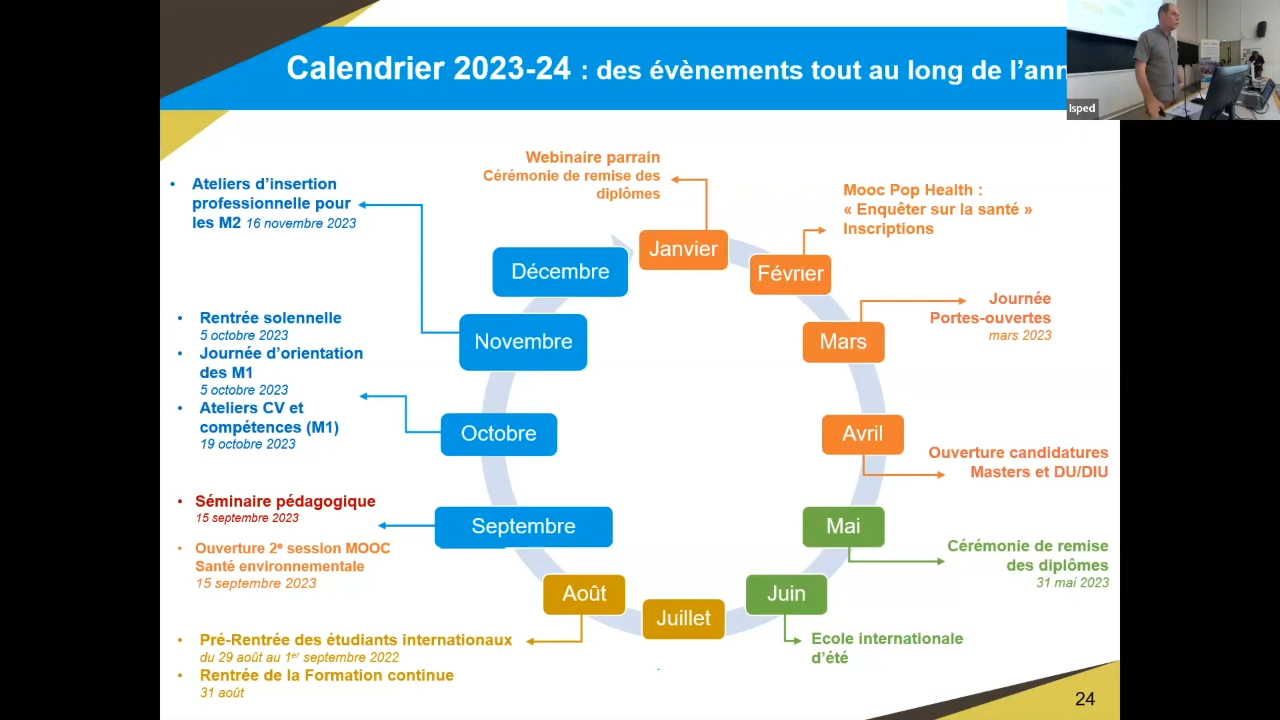 Calendrier 2023-24 : des évènements tout au long de l'ann
Isped
Webinaire parrain
Cérémonie de remise des
diplômes
• Ateliers d'insertion
professionnelle pour
les M2 16 novembre 2023
Mooc Pop Health :
« Enquêter sur la santé »
Inscriptions
Janvier
Février
Décembre
Journée
Portes-ouvertes
mars 2023
• Rentrée solennelle
5 octobre 2023
• Journée d'orientation
des M1
5 octobre 2023
• Ateliers CV et
compétences (M1)
19 octobre 2023
Novembre
Mars
Octobre
Avril
Ouverture candidatures
Masters et DU/DIU
• Séminaire pédagogique
15 septembre 2023
• Ouverture 2e session MOOC
Santé environnementale
15 septembre 2023
Septembre
Mai
Cérémonie de remise
des diplômes
31 mai 2023
Août
Juillet
Juin
Ecole internationale
d'été
• Pré-Rentrée des étudiants internationaux
du 29 août au 1er septembre 2022
• Rentrée de la Formation continue
31 août
24